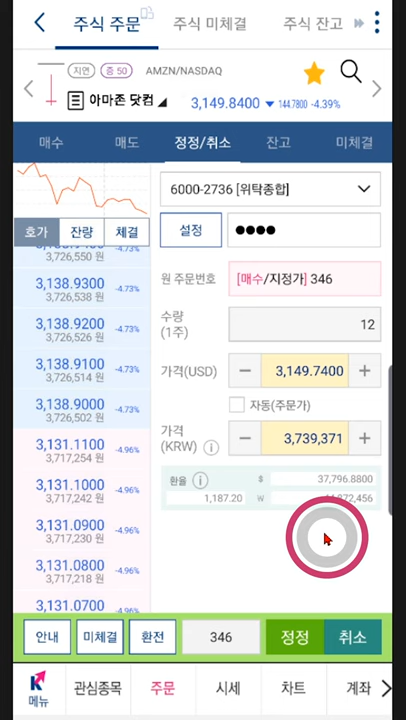 주식 주문
주식 미체결
주식 잔고
지연
증 50
AMZN/NASDAQ
아마존 닷컴
3,149.8400 ▼ 144.7800 -4.39%
매수
매도
정정/취소
잔고
미체결
호가
잔량
체결
6000-2736 [위탁종합]
설정
●●●●
-4.73%
3,726,550 원
3,138.9300
-4.73%
3,726,538 원
3,138.9200
-4.73%
3,726,526 원
3,138.9100
-4.73%
3,726,514 원
3,138.9000
-4.73%
3,726,502 원
3,131.1100
-4.96%
3,717,254 원
3,131.1000
-4.96%
3,717,242 원
3,131.0900
-4.96%
3,717,230 원
3,131.0800
-4.96%
3,717,218 원
3,131.0700
-4.96%
원 주문번호
[매수/지정가] 346
수량
(1주)
12
가격(USD)
− 3,149.7400 +
자동(주문가)
가격
(KRW)
− 3,739,371 +
환율
$ 37,796.8800
1,187.20 W
안내
미체결
환전
346
정정
취소
메뉴
관심종목
주문
시세
차트
계좌